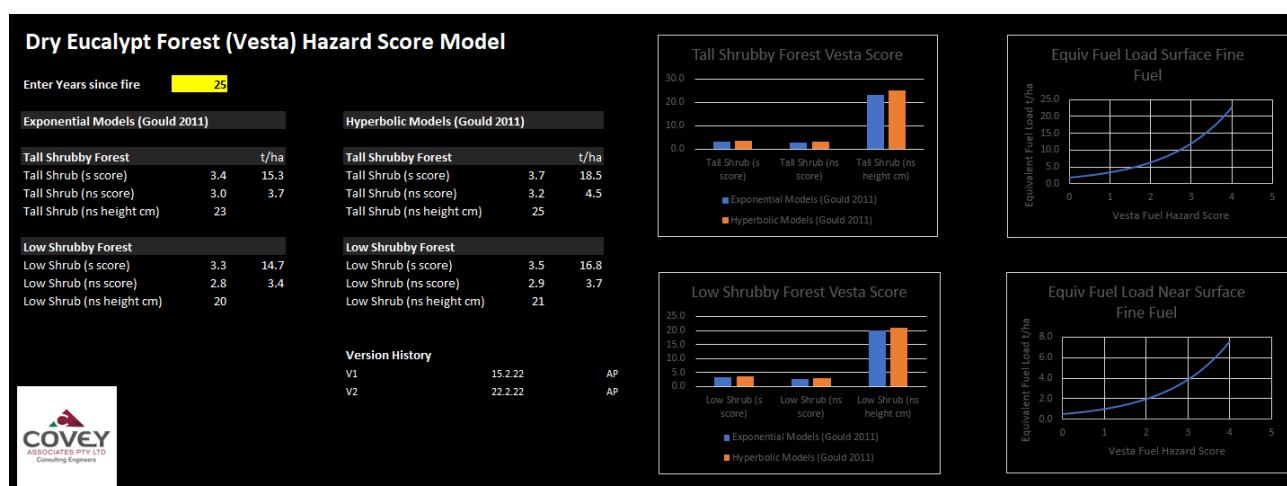 Dry Eucalypt Forest (Vesta) Hazard Score Model
Enter Years since fire 25
Exponential Models (Gould 2011)
Tall Shrubby Forest t/ha
Tall Shrub (s score) 3.4 15.3
Tall Shrub (ns score) 3.0 3.7
Tall Shrub (ns height cm) 23
Low Shrubby Forest
Low Shrub (s score) 3.3 14.7
Low Shrub (ns score) 2.8 3.4
Low Shrub (ns height cm) 20
Hyperbolic Models (Gould 2011)
Tall Shrubby Forest t/ha
Tall Shrub (s score) 3.7 18.5
Tall Shrub (ns score) 3.2 4.5
Tall Shrub (ns height cm) 25
Low Shrubby Forest
Low Shrub (s score) 3.5 16.8
Low Shrub (ns score) 2.9 3.7
Low Shrub (ns height cm) 21
Version History
V1 15.2.22 AP
V2 22.2.22 AP
COVEY
ASSOCIATES PTY LTD
Consulting Engineers
Tall Shrubby Forest Vesta Score
30.0
20.0
10.0
0.0
Tall Shrub (s
score)
Tall Shrub (ns
score)
Tall Shrub (ns
height cm)
Exponential Models (Gould 2011)
Hyperbolic Models (Gould 2011)
Low Shrubby Forest Vesta Score
25.0
20.0
15.0
10.0
5.0
0.0
Low Shrub (s
score)
Low Shrub (ns
score)
Low Shrub (ns
height cm)
Exponential Models (Gould 2011)
Hyperbolic Models (Gould 2011)
Equiv Fuel Load Surface Fine
Fuel
Equivalent Fuel Load t/ha
25.0
20.0
15.0
10.0
5.0
0.0
0 1 2 3 4 5
Vesta Fuel Hazard Score
Equiv Fuel Load Near Surface
Fine Fuel
Equivalent Fuel Load t/ha
8.0
6.0
4.0
2.0
0.0
0 1 2 3 4 5
Vesta Fuel Hazard Score